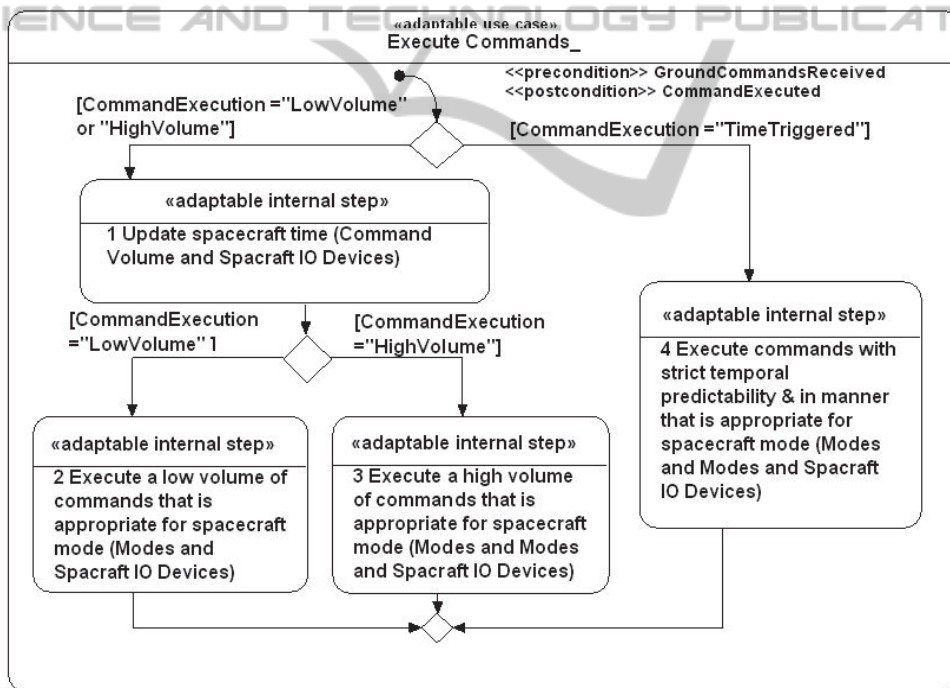 IENCE AND TECHNOLOGY PUBLICAT
«adaptable use case»
Execute Commands_
<<precondition>> GroundCommandsReceived
<<postcondition>> CommandExecuted
[CommandExecution ="LowVolume"
or "HighVolume"]
[CommandExecution ="TimeTriggered"]
«adaptable internal step»
1 Update spacecraft time (Command
Volume and Spacraft IO Devices)
[CommandExecution
="LowVolume" ]
[CommandExecution
="HighVolume"]
«adaptable internal step»
4 Execute commands with
strict temporal
predictability & in manner
that is appropriate for
spacecraft mode (Modes
and Modes and Spacraft
IO Devices)
«adaptable internal step»
2 Execute a low volume of
commands that is
appropriate for spacecraft
mode (Modes and
Spacraft IO Devices)
«adaptable internal step»
3 Execute a high volume
of commands that is
appropriate for spacecraft
mode (Modes and Modes
and Spacraft IO Devices)